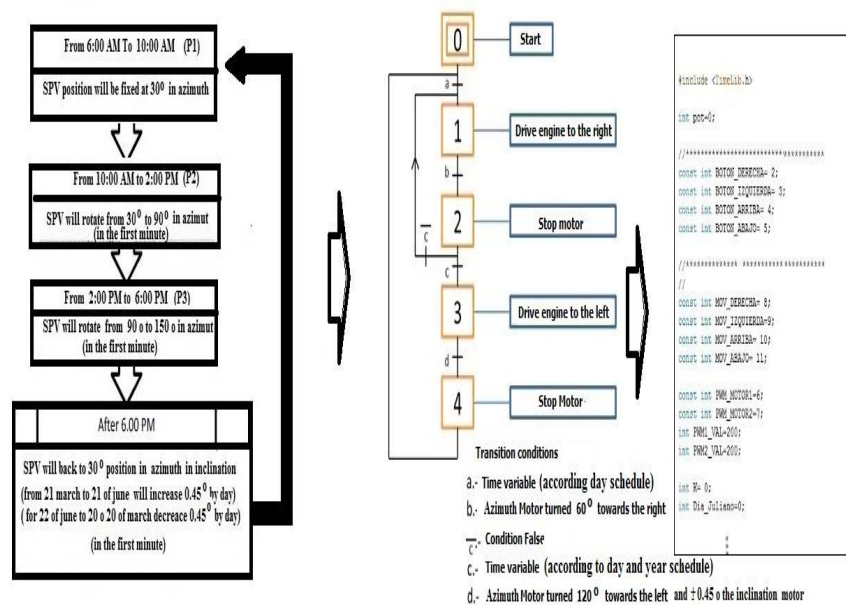 From 6:00 AM To 10:00 AM (P1)
SPV position will be fixed at 30⁰ in azimuth
From 10:00 AM to 2:00 PM (P2)
SPV will rotate from 30⁰ to 90⁰ in azimut
(in the first minute)
From 2:00 PM to 6:00 PM (P3)
SPV will rotate from 90 o to 150 o in azimut
(in the first minute)
After 6.00 PM
SPV will back to 30⁰ position in azimuth in inclination
(from 21 march to 21 of june will increase 0.45⁰ by day)
( for 22 of june to 20 o 20 of march decreace 0.45⁰ by day)
(in the first minute)
0
Start
a
1
Drive engine to the right
b
2
Stop motor
c
c
3
Drive engine to the left
d
4
Stop Motor
Transition conditions
a.- Time variable (according day schedule)
b.- Azimuth Motor turned 60⁰ towards the right
c.- Condition False
c.- Time variable (according to day and year schedule)
d.- Azimuth Motor turned 120⁰ towards the left and ±0.45 o the inclination motor
#include <TimeLib.h>
int pot=0;
//************************************
const int BOTON_DERECHA= 2;
const int BOTON_IZQUIERDA= 3;
const int BOTON_ARRIBA= 4;
const int BOTON_ABAJO= 5;
//************* *********************
//
const int MOV_DERECHA= 8;
const int MOV_IZQUIERDA=9;
const int MOV_ARRIBA= 10;
const int MOV_ABAJO= 11;
const int PWM_MOTOR1=6;
const int PWM_MOTOR2=7;
int PWM1_VAL=200;
int PWM2_VAL=200;
int K= 0;
int Dia_Juliano=0;